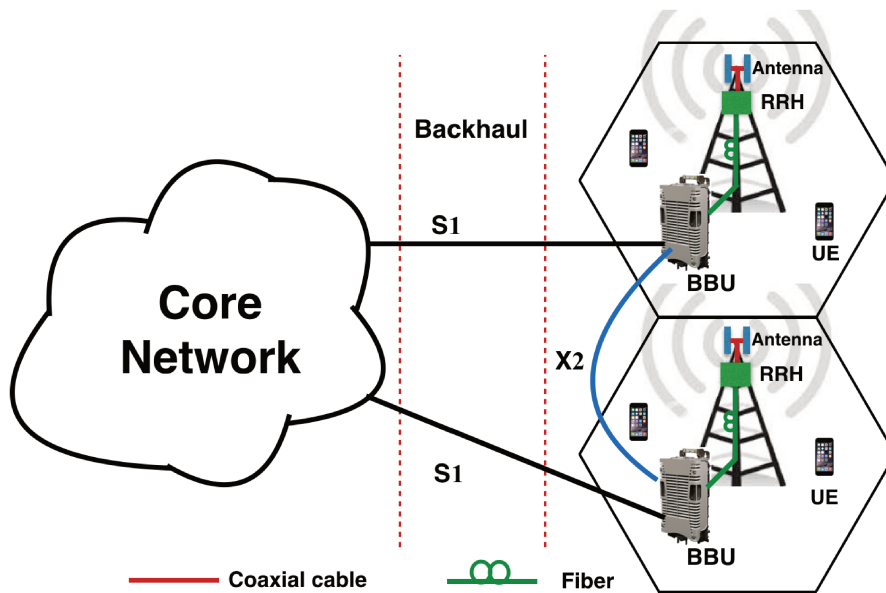 Antenna
RRH
Backhaul
S1
UE
BBU
Core
Network
Antenna
X2
RRH
S1
UE
BBU
Coaxial cable
Fiber